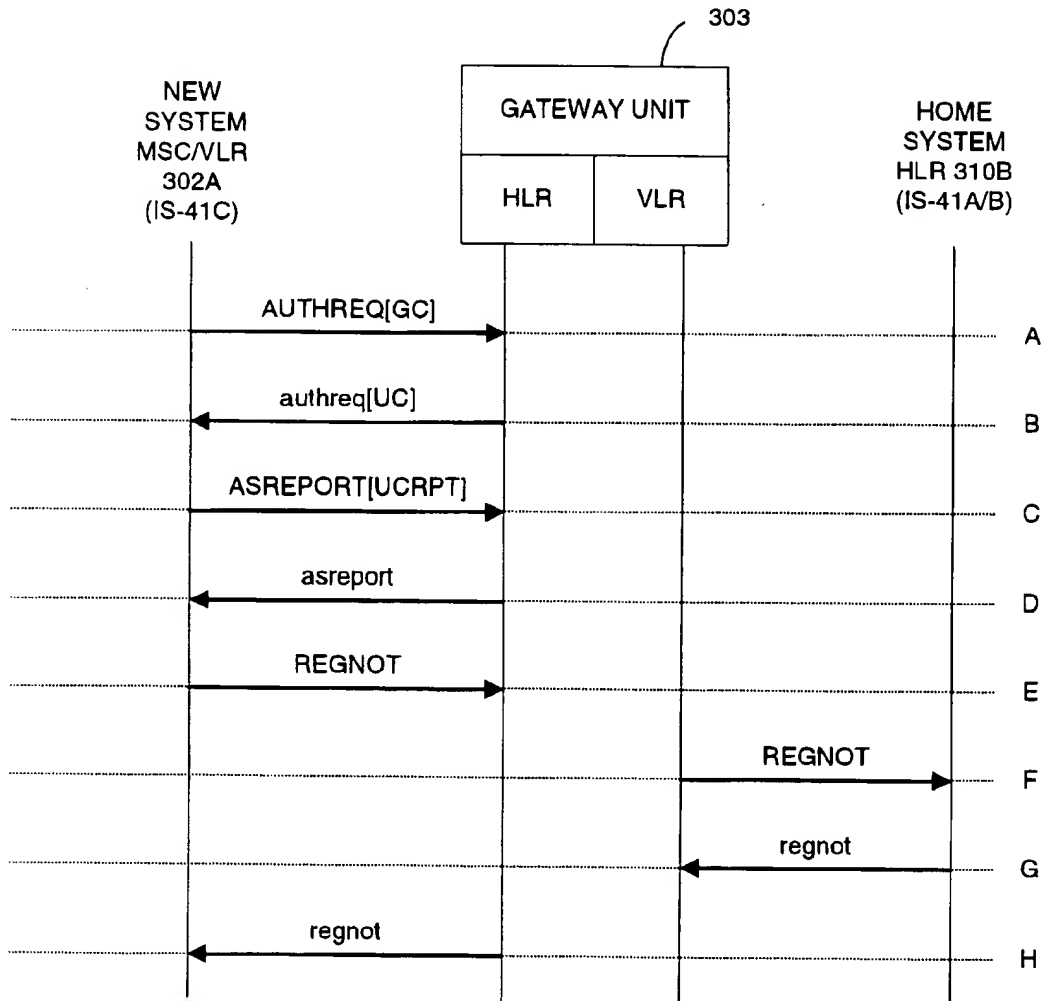 303
NEW
SYSTEM
MSC/VLR
302A
(IS-41C)
GATEWAY UNIT
HLR
VLR
HOME
SYSTEM
HLR 310B
(IS-41A/B)
AUTHREQ[GC]
A
authreq[UC]
B
ASREPORT[UCRPT]
C
asreport
D
REGNOT
E
REGNOT
F
regnot
G
regnot
H